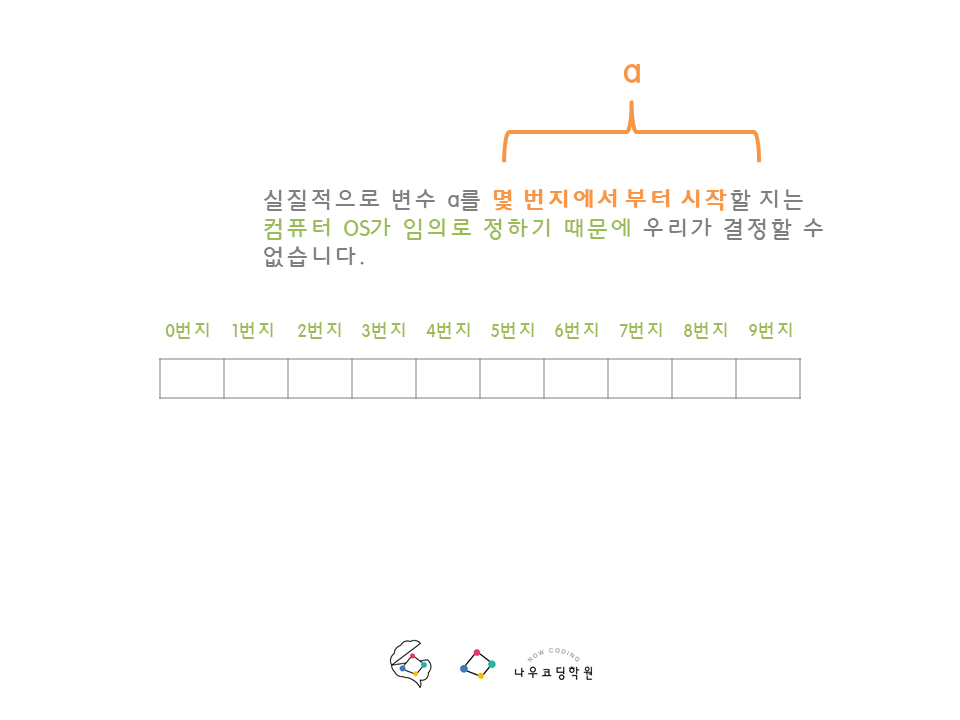 a
실질적으로 변수 a를 몇 번지에서 부터 시작할 지는
컴퓨터 OS가 임의로 정하기 때문에 우리가 결정할 수
없습니다.
0번지 1번지 2번지 3번지 4번지 5번지 6번지 7번지 8번지 9번지
NOW CODING
나우코딩학원